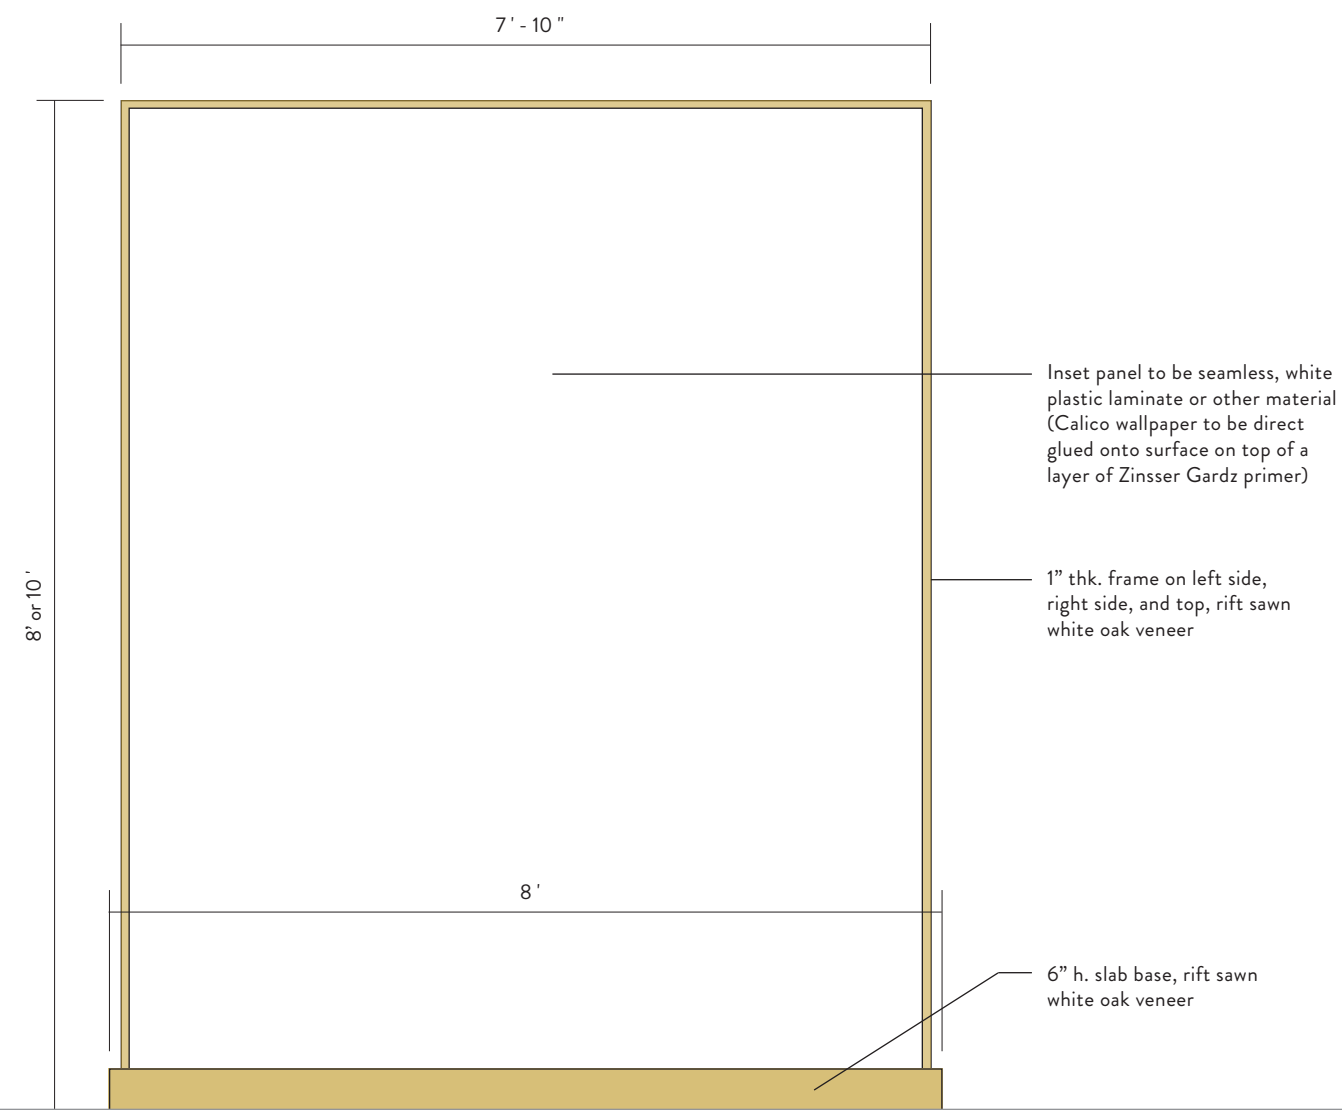 7 ' - 10 "
Inset panel to be seamless, white
plastic laminate or other material
(Calico wallpaper to be direct
glued onto surface on top of a
layer of Zinsser Gardz primer)
8’ or 10 '
1” thk. frame on left side,
right side, and top, rift sawn
white oak veneer
8 '
6” h. slab base, rift sawn
white oak veneer